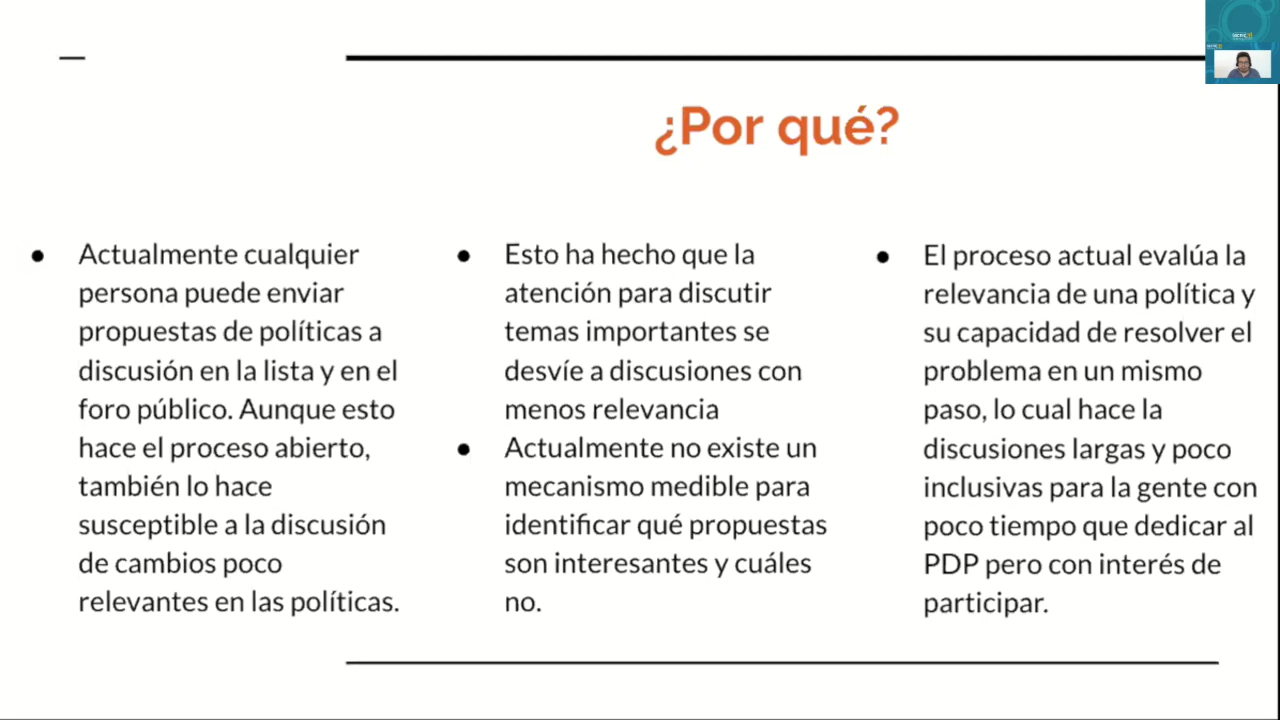 ¿Por qué?
● Actualmente cualquier
persona puede enviar
propuestas de políticas a
discusión en la lista y en el
foro público. Aunque esto
hace el proceso abierto,
también lo hace
susceptible a la discusión
de cambios poco
relevantes en las políticas.
● Esto ha hecho que la
atención para discutir
temas importantes se
desvíe a discusiones con
menos relevancia
● Actualmente no existe un
mecanismo medible para
identificar qué propuestas
son interesantes y cuáles
no.
● El proceso actual evalúa la
relevancia de una política y
su capacidad de resolver el
problema en un mismo
paso, lo cual hace la
discusiones largas y poco
inclusivas para la gente con
poco tiempo que dedicar al
PDP pero con interés de
participar.